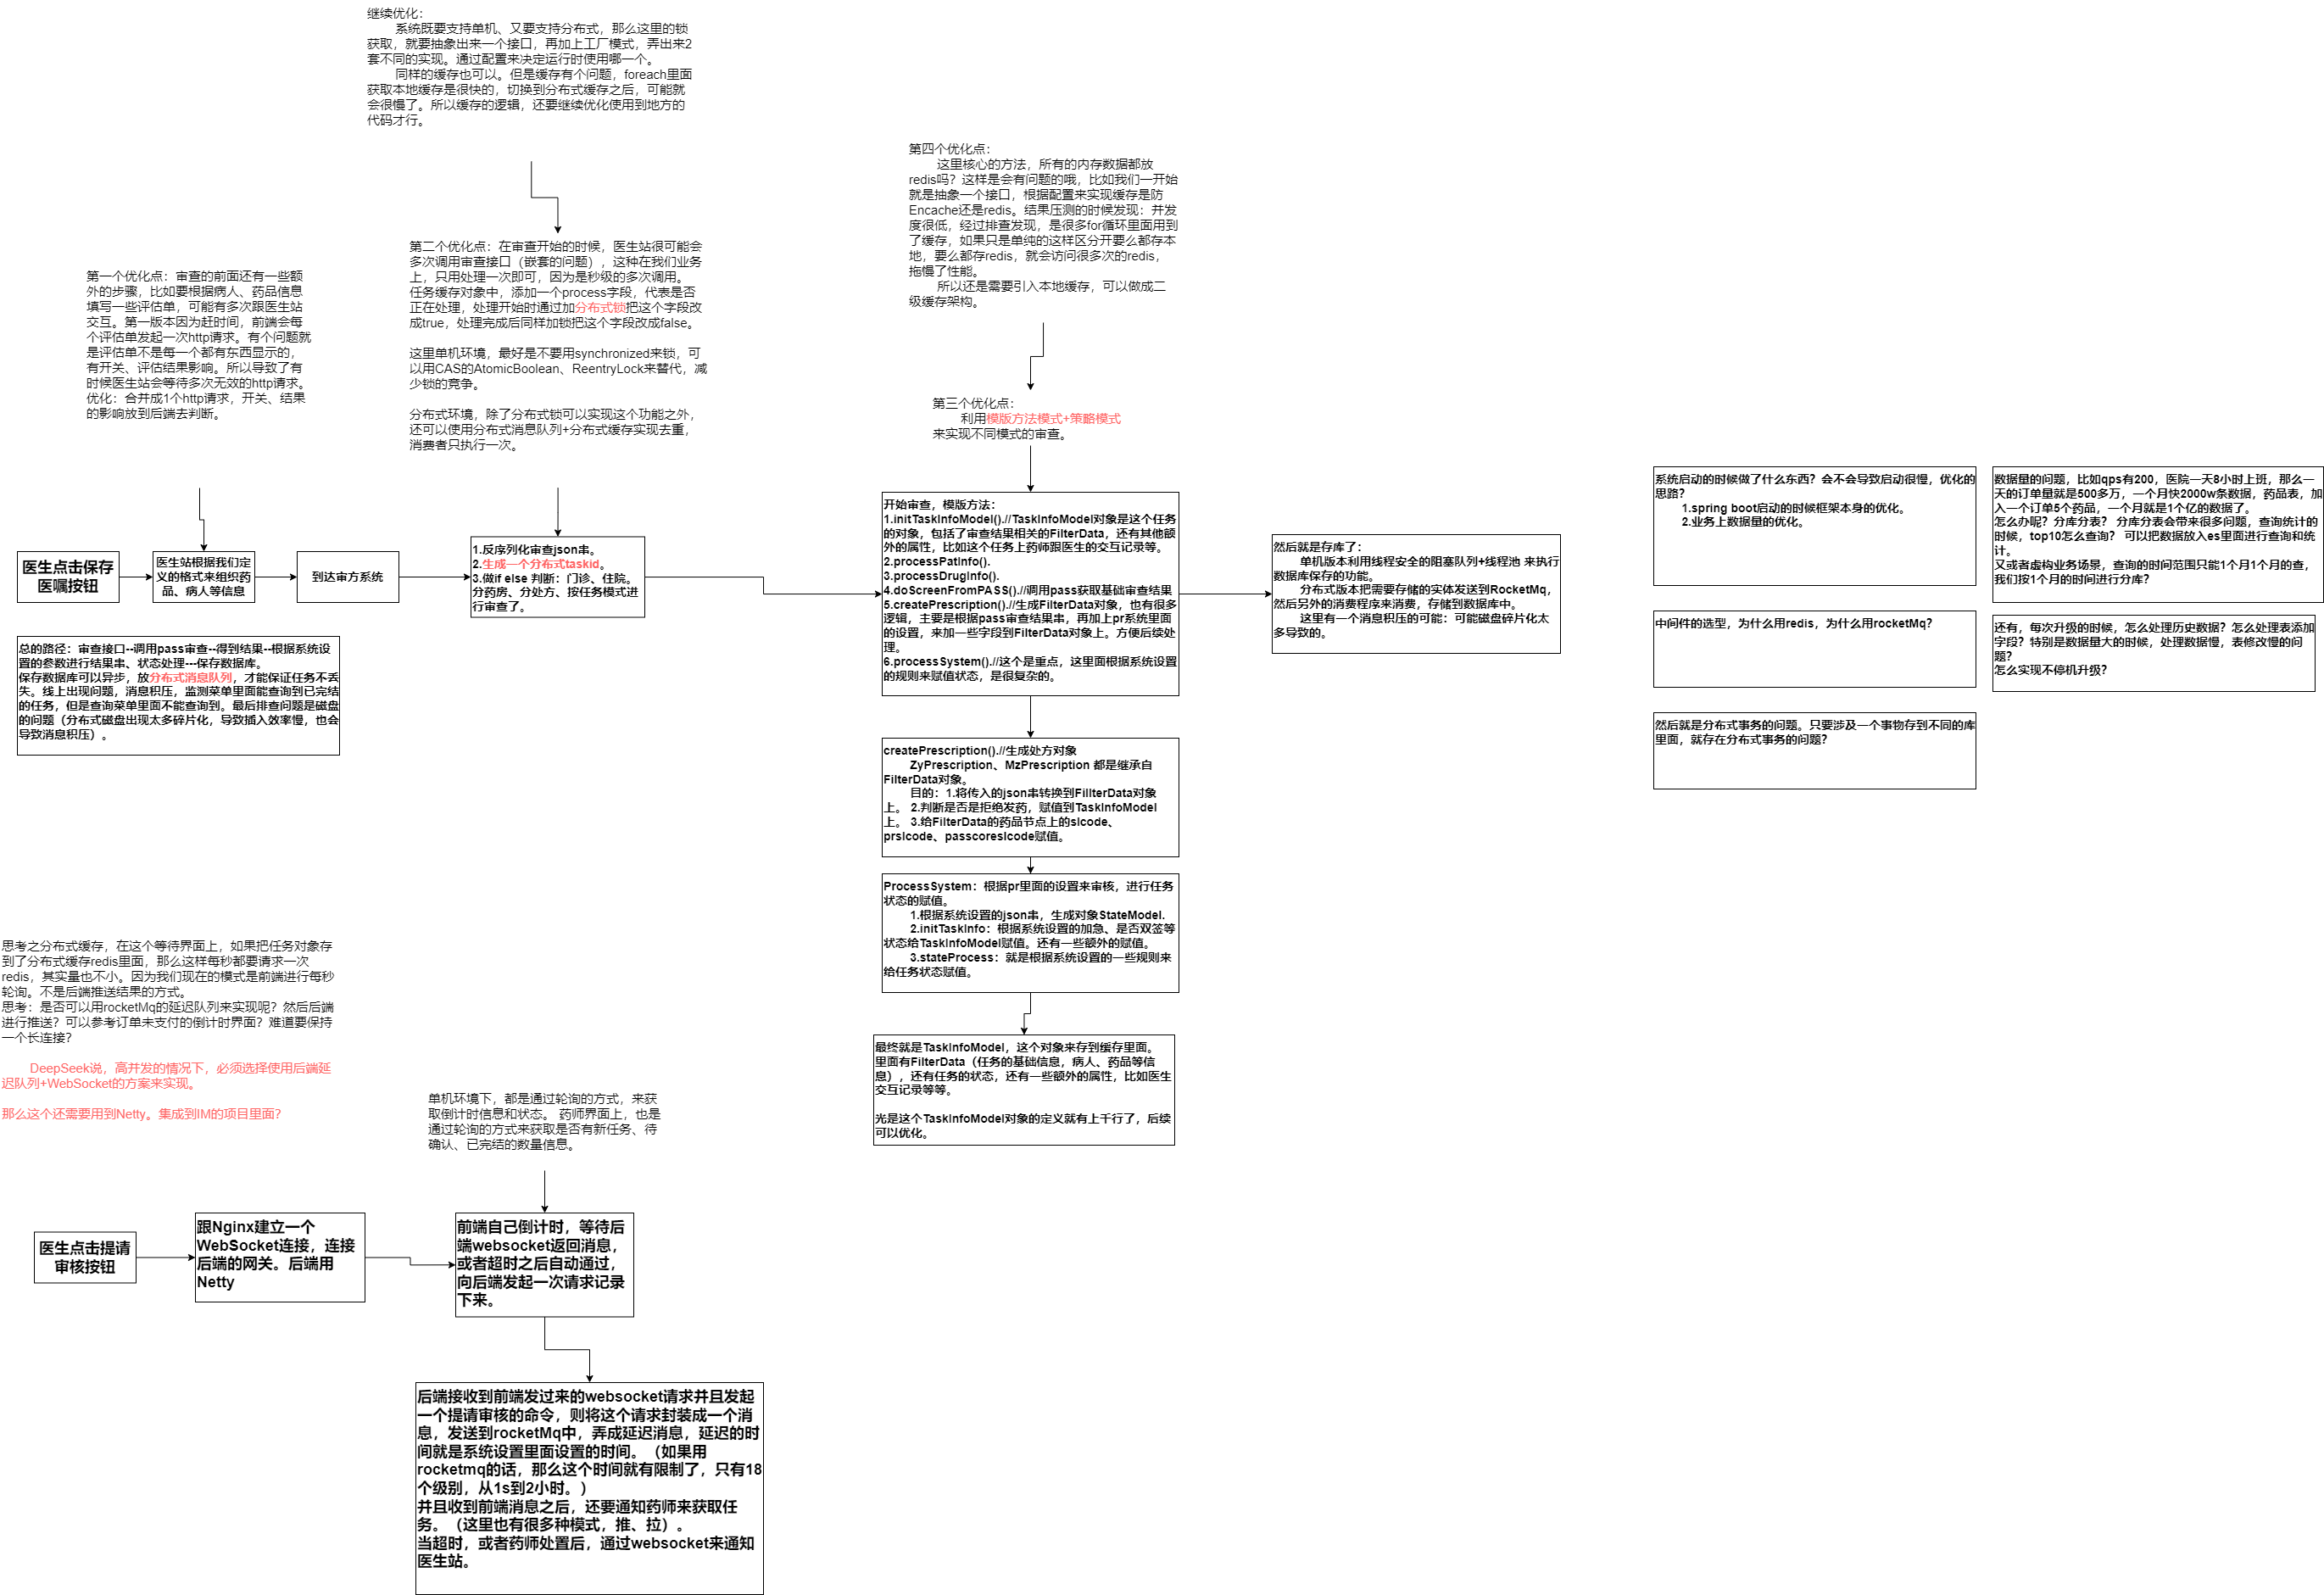 继续优化：
系统既要支持单机、又要支持分布式，那么这里的锁
获取，就要抽象出来一个接口，再加上工厂模式，弄出来2
套不同的实现。通过配置来决定运行时使用哪一个。
同样的缓存也可以。但是缓存有个问题，foreach里面
获取本地缓存是很快的，切换到分布式缓存之后，可能就
会很慢了。所以缓存的逻辑，还要继续优化使用到地方的
代码才行。
第四个优化点：
这里核心的方法，所有的内存数据都放
redis吗？这样是会有问题的哦，比如我们一开始
就是抽象一个接口，根据配置来实现缓存是防
Encache还是redis。结果压测的时候发现：并发
度很低，经过排查发现，是很多for循环里面用到
了缓存，如果只是单纯的这样区分开要么都存本
地，要么都存redis，就会访问很多次的redis，
拖慢了性能。
所以还是需要引入本地缓存，可以做成二
级缓存架构。
第二个优化点：在审查开始的时候，医生站很可能会
多次调用审查接口（嵌套的问题），这种在我们业务
上，只用处理一次即可，因为是秒级的多次调用。
任务缓存对象中，添加一个process字段，代表是否
正在处理，处理开始时通过加分布式锁把这个字段改
成true，处理完成后同样加锁把这个字段改成false。
这里单机环境，最好是不要用synchronized来锁，可
以用CAS的AtomicBoolean、ReentryLock来替代，减
少锁的竞争。
分布式环境，除了分布式锁可以实现这个功能之外，
还可以使用分布式消息队列+分布式缓存实现去重，
消费者只执行一次。
第一个优化点：审查的前面还有一些额
外的步骤，比如要根据病人、药品信息
填写一些评估单，可能有多次跟医生站
交互。第一版本因为赶时间，前端会每
个评估单发起一次http请求。有个问题就
是评估单不是每一个都有东西显示的，
有开关、评估结果影响。所以导致了有
时候医生站会等待多次无效的http请求。
优化：合并成1个http请求，开关、结果
的影响放到后端去判断。
第三个优化点：
利用模版方法模式+策略模式
来实现不同模式的审查。
医生点击保存
医嘱按钮
医生站根据我们定
义的格式来组织药
品、病人等信息
到达审方系统
1.反序列化审查json串。
2.生成一个分布式taskid。
3.做if else 判断：门诊、住院。
分药房、分处方、按任务模式进
行审查了。
开始审查，模版方法：
1.initTaskInfoModel().//TaskInfoModel对象是这个任务
的对象，包括了审查结果相关的FilterData，还有其他额
外的属性，比如这个任务上药师跟医生的交互记录等。
2.processPatInfo().
3.processDrugInfo().
4.doScreenFromPASS().//调用pass获取基础审查结果
5.createPrescription().//生成FilterData对象，也有很多
逻辑，主要是根据pass审查结果串，再加上pr系统里面
的设置，来加一些字段到FilterData对象上。方便后续处
理。
6.processSystem().//这个是重点，这里面根据系统设置
的规则来赋值状态，是很复杂的。
然后就是存库了：
单机版本利用线程安全的阻塞队列+线程池 来执行
数据库保存的功能。
分布式版本把需要存储的实体发送到RocketMq，
然后另外的消费程序来消费，存储到数据库中。
这里有一个消息积压的可能：可能磁盘碎片化太
多导致的。
系统启动的时候做了什么东西？会不会导致启动很慢，优化的
思路？
1.spring boot启动的时候框架本身的优化。
2.业务上数据量的优化。
数据量的问题，比如qps有200，医院一天8小时上班，那么一
天的订单量就是500多万，一个月快2000w条数据，药品表，加
入一个订单5个药品，一个月就是1个亿的数据了。
怎么办呢？ 分库分表？ 分库分表会带来很多问题，查询统计的
时候，top10怎么查询？ 可以把数据放入es里面进行查询和统
计。
又或者虚构业务场景，查询的时间范围只能1个月1个月的查，
我们按1个月的时间进行分库？
中间件的选型，为什么用redis，为什么用rocketMq？
还有，每次升级的时候，怎么处理历史数据？怎么处理表添加
字段？特别是数据量大的时候，处理数据慢，表修改慢的问
题？
怎么实现不停机升级？
然后就是分布式事务的问题。只要涉及一个事物存到不同的库
里面，就存在分布式事务的问题？
总的路径：审查接口--调用pass审查--得到结果--根据系统设
置的参数进行结果串、状态处理---保存数据库。
保存数据库可以异步，放分布式消息队列，才能保证任务不丢
失。线上出现问题，消息积压，监测菜单里面能查询到已完结
的任务，但是查询菜单里面不能查询到。最后排查问题是磁盘
的问题（分布式磁盘出现太多碎片化，导致插入效率慢，也会
导致消息积压）。
createPrescription().//生成处方对象
ZyPrescription、MzPrescription 都是继承自
FilterData对象。
目的：1.将传入的json串转换到FillterData对象
上。 2.判断是否是拒绝发药，赋值到TaskInfoModel
上。 3.给FilterData的药品节点上的slcode、
prslcode、passcoreslcode赋值。
ProcessSystem：根据pr里面的设置来审核，进行任务
状态的赋值。
1.根据系统设置的json串，生成对象StateModel.
2.initTaskInfo：根据系统设置的加急、是否双签等
状态给TaskInfoModel赋值。还有一些额外的赋值。
3.stateProcess：就是根据系统设置的一些规则来
给任务状态赋值。
最终就是TaskInfoModel，这个对象来存到缓存里面。
里面有FilterData（任务的基础信息，病人、药品等信
息），还有任务的状态，还有一些额外的属性，比如医生
交互记录等等。
光是这个TaskInfoModel对象的定义就有上千行了，后续
可以优化。
思考之分布式缓存，在这个等待界面上，如果把任务对象存
到了分布式缓存redis里面，那么这样每秒都要请求一次
redis，其实量也不小。因为我们现在的模式是前端进行每秒
轮询。不是后端推送结果的方式。
思考：是否可以用rocketMq的延迟队列来实现呢？然后后端
进行推送？可以参考订单未支付的倒计时界面？难道要保持
一个长连接？
DeepSeek说，高并发的情况下，必须选择使用后端延
迟队列+WebSocket的方案来实现。
那么这个还需要用到Netty。集成到IM的项目里面？
单机环境下，都是通过轮询的方式，来获
取倒计时信息和状态。 药师界面上，也是
通过轮询的方式来获取是否有新任务、待
确认、已完结的数量信息。
医生点击提请
审核按钮
跟Nginx建立一个
WebSocket连接，连接
后端的网关。后端用
Netty
前端自己倒计时，等待后
端websocket返回消息，
或者超时之后自动通过，
向后端发起一次请求记录
下来。
后端接收到前端发过来的websocket请求并且发起
一个提请审核的命令，则将这个请求封装成一个消
息，发送到rocketMq中，弄成延迟消息，延迟的时
间就是系统设置里面设置的时间。（如果用
rocketmq的话，那么这个时间就有限制了，只有18
个级别，从1s到2小时。）
并且收到前端消息之后，还要通知药师来获取任
务。（这里也有很多种模式，推、拉）。
当超时，或者药师处置后，通过websocket来通知
医生站。